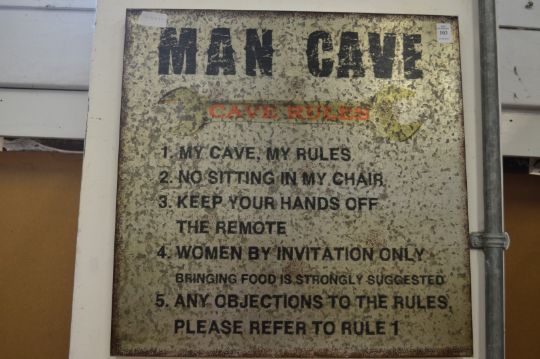 MAN CAVE
CAVE RULES
1. MY CAVE, MY RULES
2. NO SITTING IN MY CHAIR
3. KEEP YOUR HANDS OFF
THE REMOTE
4. WOMEN BY INVITATION ONLY
BRINGING FOOD IS STRONGLY SUGGESTED
5. ANY OBJECTIONS TO THE RULES,
PLEASE REFER TO RULE 1